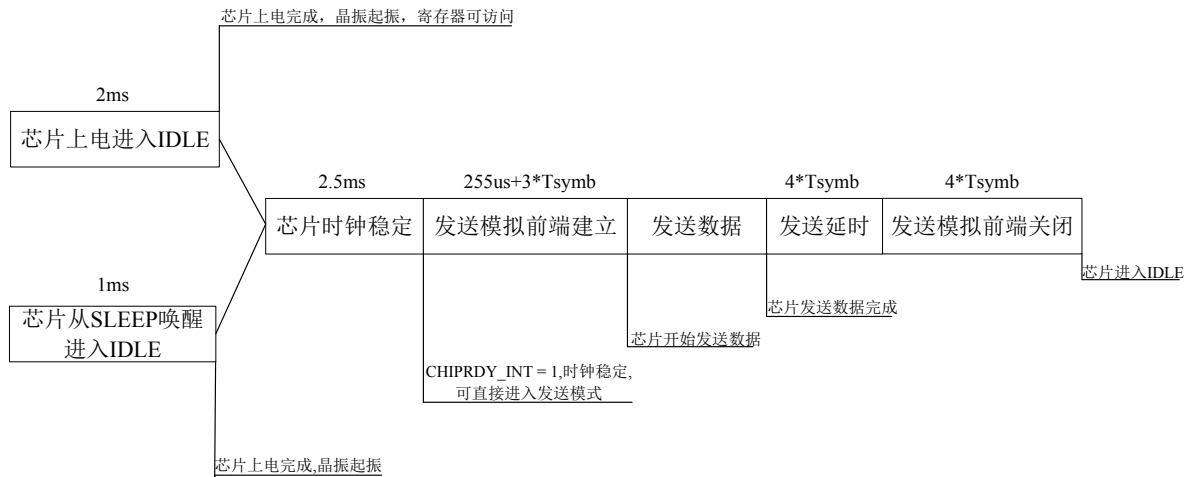 芯片上电完成，晶振起振，寄存器可访问
2ms
芯片上电进入IDLE
2.5ms
255us+3*Tsymb
4*Tsymb
4*Tsymb
芯片时钟稳定
发送模拟前端建立
发送数据
发送延时
发送模拟前端关闭
芯片进入IDLE
1ms
芯片从SLEEP唤醒
进入IDLE
芯片发送数据完成
芯片开始发送数据
CHIPRDY_INT = 1,时钟稳定,
可直接进入发送模式
芯片上电完成,晶振起振